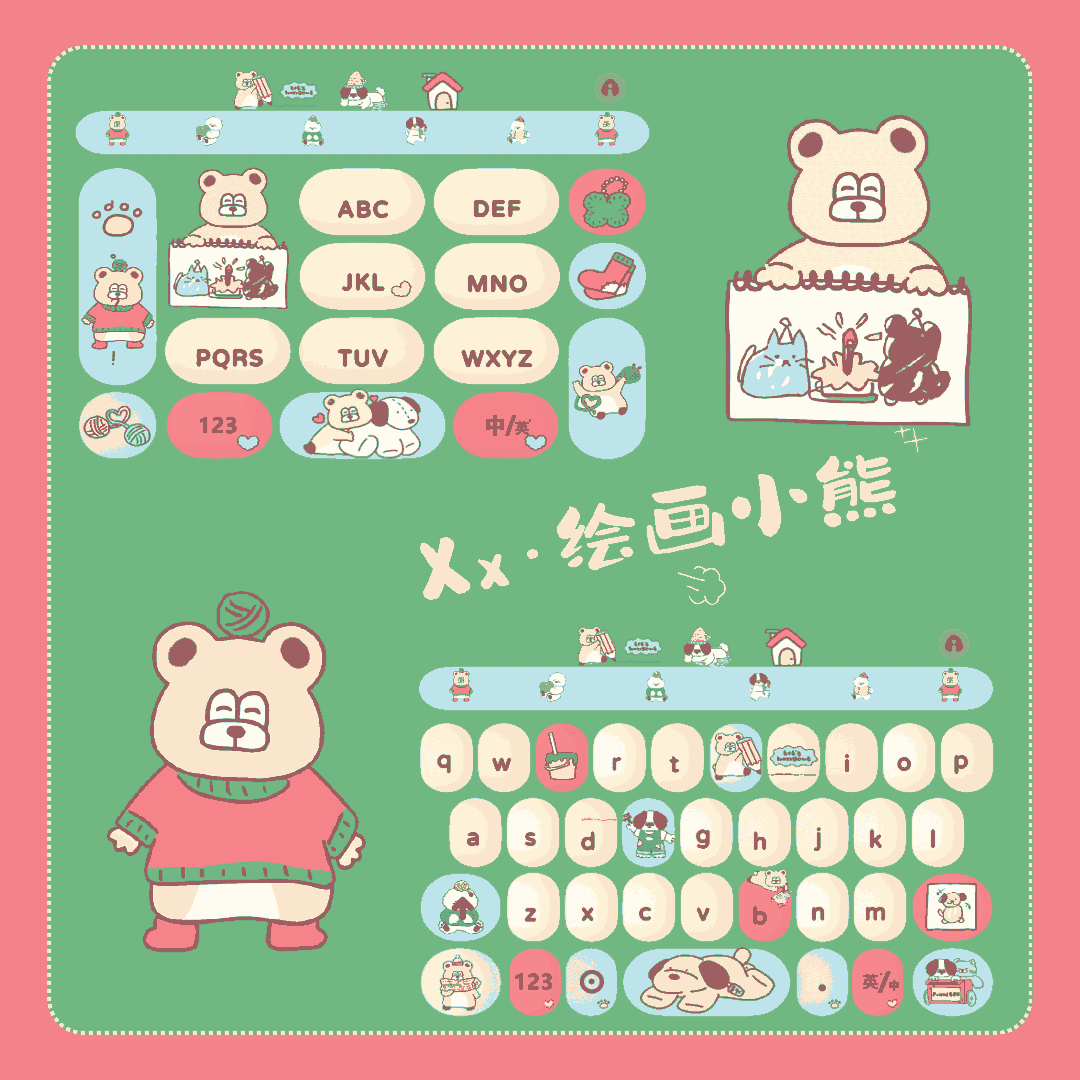 ABC DEF
JKL MNO
PQRS TUV WXYZ
123 中/英
Xx·绘画小熊
q w r t i o p
a s d g h j k l
z x c v b n m
123 . 英/中